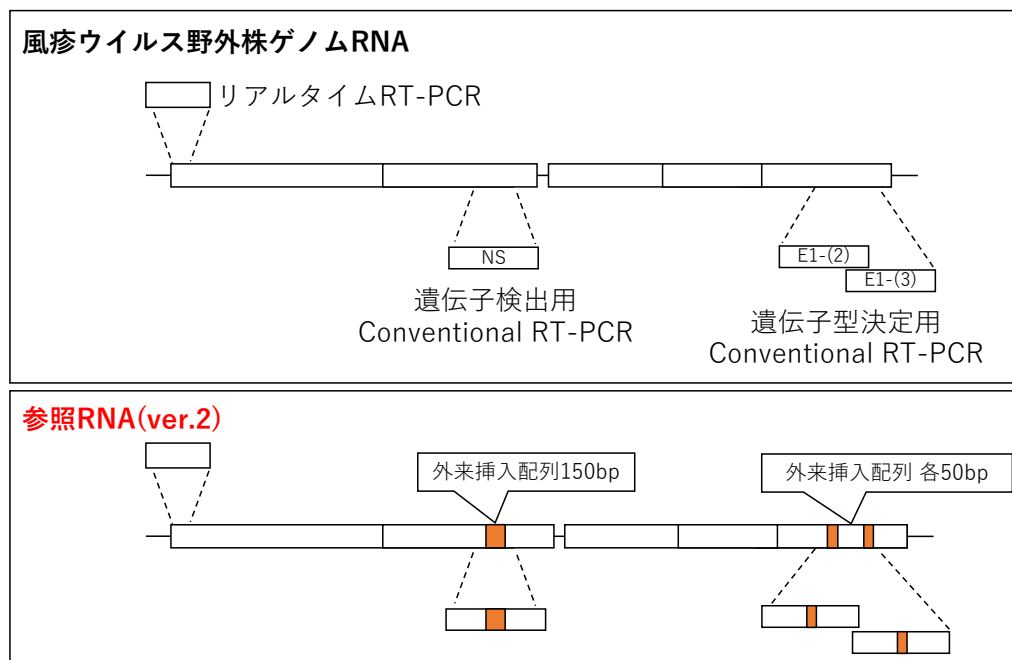 風疹ウイルス野外株ゲノムRNA
リアルタイムRT-PCR
NS
E1-(2)
E1-(3)
遺伝子検出用
Conventional RT-PCR
遺伝子型決定用
Conventional RT-PCR
参照RNA(ver.2)
外来挿入配列150bp
外来挿入配列 各50bp